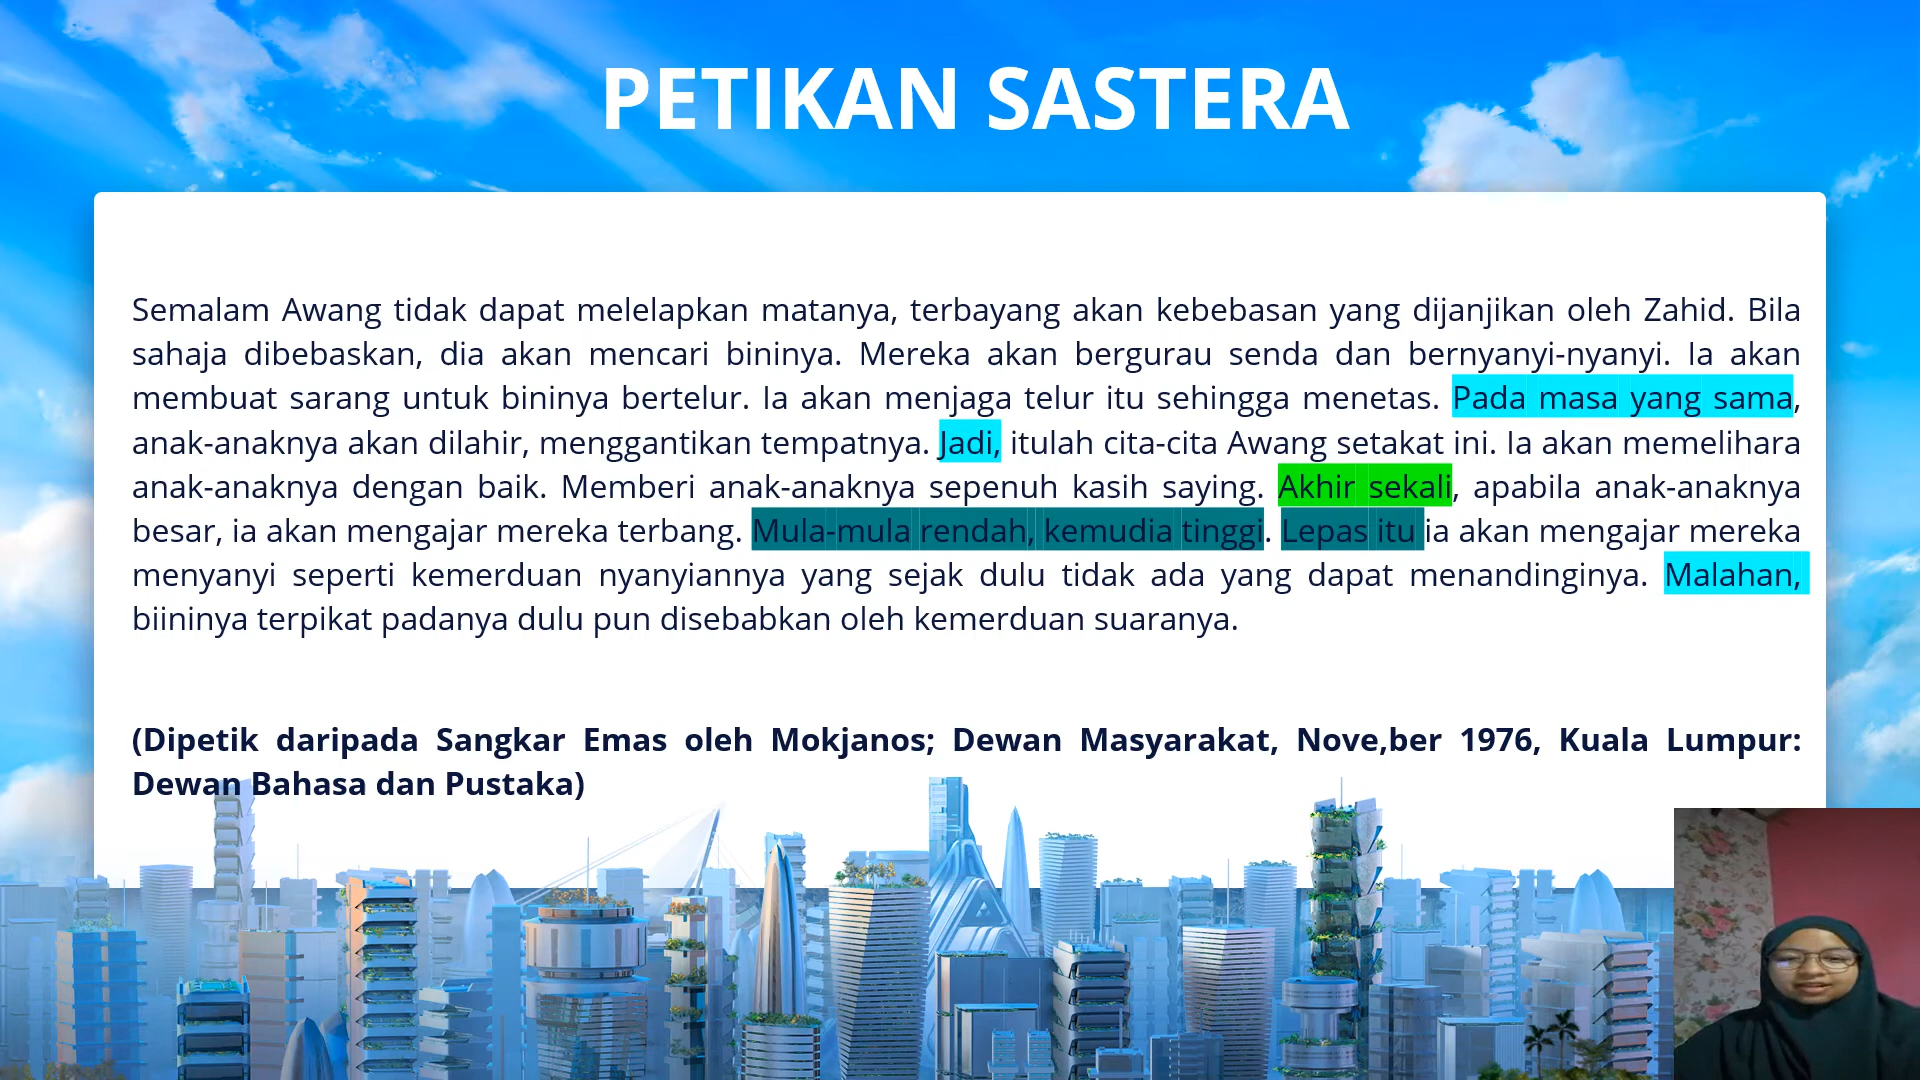 PETIKAN SASTERA
Semalam Awang tidak dapat melelapkan matanya, terbayang akan kebebasan yang dijanjikan oleh Zahid. Bila
sahaja dibebaskan, dia akan mencari bininya. Mereka akan bergurau senda dan bernyanyi-nyanyi. Ia akan
membuat sarang untuk bininya bertelur. Ia akan menjaga telur itu sehingga menetas. Pada masa yang sama,
anak-anaknya akan dilahir, menggantikan tempatnya. Jadi, itulah cita-cita Awang setakat ini. Ia akan memelihara
anak-anaknya dengan baik. Memberi anak-anaknya sepenuh kasih saying. Akhir sekali, apabila anak-anaknya
besar, ia akan mengajar mereka terbang. Mula-mula rendah, kemudia tinggi. Lepas itu ia akan mengajar mereka
menyanyi seperti kemerduan nyanyiannya yang sejak dulu tidak ada yang dapat menandinginya. Malahan,
biininya terpikat padanya dulu pun disebabkan oleh kemerduan suaranya.
(Dipetik daripada Sangkar Emas oleh Mokjanos; Dewan Masyarakat, Nove,ber 1976, Kuala Lumpur:
Dewan Bahasa dan Pustaka)